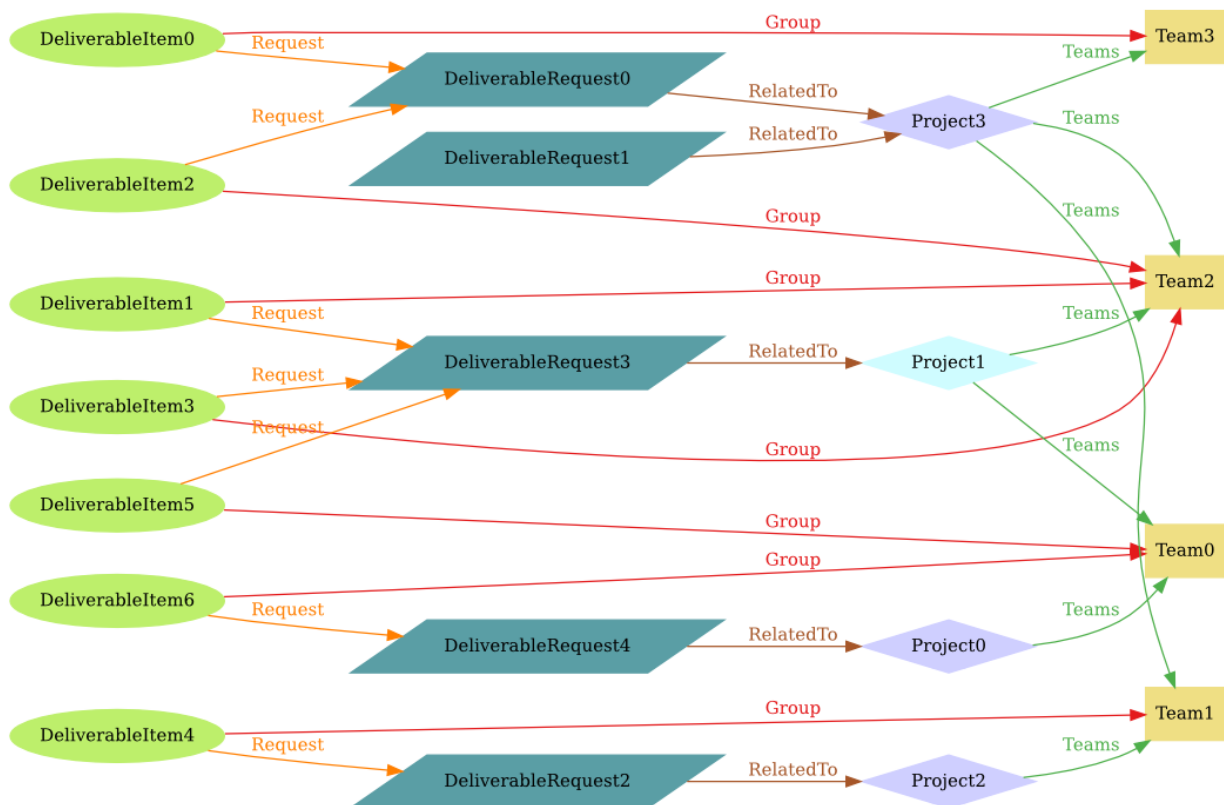 DeliverableItem0
Request
Group
Team3
DeliverableRequest0
RelatedTo
Teams
Request
Project3
Teams
DeliverableRequest1
RelatedTo
DeliverableItem2
Group
Teams
DeliverableItem1
Group
Team2
Request
Teams
DeliverableRequest3
RelatedTo
Project1
Request
DeliverableItem3
Request
Group
Teams
DeliverableItem5
Group
Team0
Group
DeliverableItem6
Request
Teams
DeliverableRequest4
RelatedTo
Project0
Group
Team1
DeliverableItem4
Request
Teams
DeliverableRequest2
RelatedTo
Project2